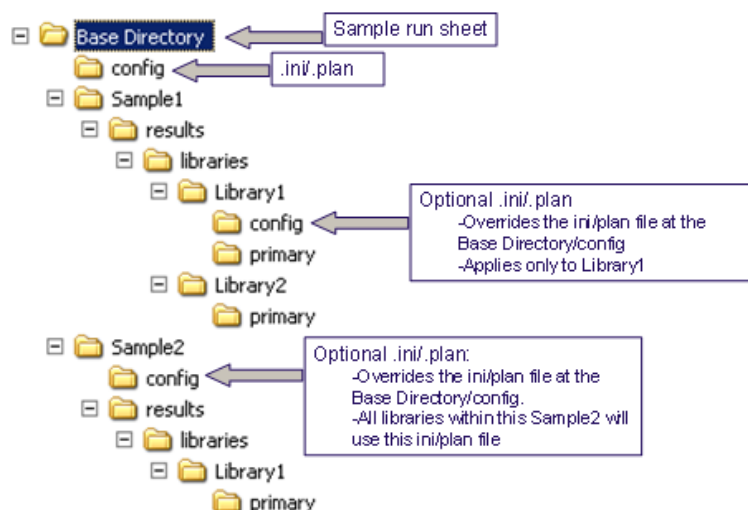 Base Directory
Sample run sheet
config
.ini/.plan
Sample1
results
libraries
Library1
config
primary
Optional .ini/.plan
-Overrides the ini/plan file at the
Base Directory/config
-Applies only to Library1
Library2
primary
Sample2
config
Optional .ini/.plan:
-Overrides the ini/plan file at the
Base Directory/config.
-All libraries within this Sample2 will
use this ini/plan file
results
libraries
Library1
primary